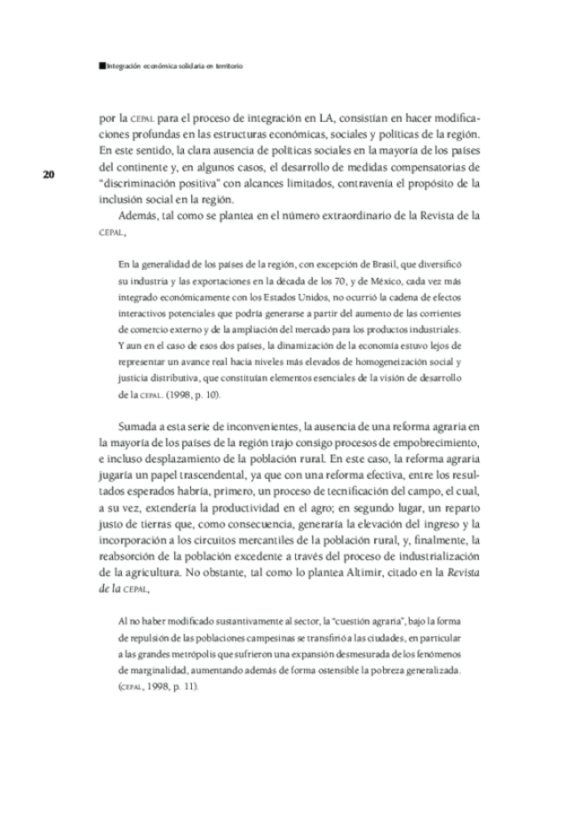 Integración económica solidaria en territorio
por la CEPAL para el proceso de integración en LA, consistían en hacer modifica-
ciones profundas en las estructuras económicas, sociales y políticas de la región.
En este sentido, la clara ausencia de políticas sociales en la mayoría de los países
del continente y, en algunos casos, el desarrollo de medidas compensatorias de
20
“discriminación positiva” con alcances limitados, contravenía el propósito de la
inclusión social en la región.
Además, tal como se plantea en el número extraordinario de la Revista de la
CEPAL,
En la generalidad de los países de la región, con excepción de Brasil, que diversificó
su industria y las exportaciones en la década de los 70, y de México, cada vez más
integrado económicamente con los Estados Unidos, no ocurrió la cadena de efectos
interactivos potenciales que podría generarse a partir del aumento de las corrientes
de comercio externo y de la ampliación del mercado para los productos industriales.
Y aun en el caso de esos dos países, la dinamización de la economía estuvo lejos de
representar un avance real hacia niveles más elevados de homogeneización social y
justicia distributiva, que constituían elementos esenciales de la visión de desarrollo
de la CEPAL. (1998, p. 10).
Sumada a esta serie de inconvenientes, la ausencia de una reforma agraria en
la mayoría de los países de la región trajo consigo procesos de empobrecimiento,
e incluso desplazamiento de la población rural. En este caso, la reforma agraria
jugaría un papel trascendental, ya que con una reforma efectiva, entre los resul-
tados esperados habría, primero, un proceso de tecnificación del campo, el cual,
a su vez, extendería la productividad en el agro; en segundo lugar, un reparto
justo de tierras que, como consecuencia, generaría la elevación del ingreso y la
incorporación a los circuitos mercantiles de la población rural, y, finalmente, la
reabsorción de la población excedente a través del proceso de industrialización
de la agricultura. No obstante, tal como lo plantea Altimir, citado en la Revista
de la CEPAL,
Al no haber modificado sustantivamente al sector, la “cuestión agraria”, bajo la forma
de repulsión de las poblaciones campesinas se transfirió a las ciudades, en particular
a las grandes metrópolis que sufrieron una expansión desmesurada de los fenómenos
de marginalidad, aumentando además de forma ostensible la pobreza generalizada.
(CEPAL, 1998, p. 11).